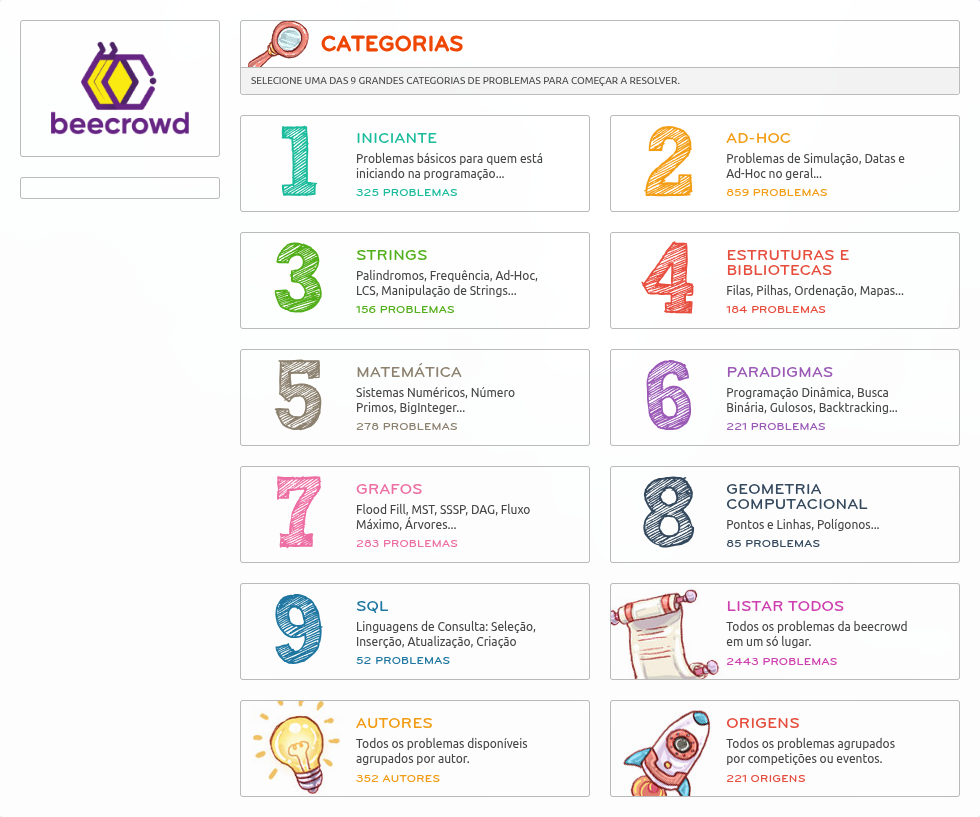 beecrowd
CATEGORIAS
SELECIONE UMA DAS 9 GRANDES CATEGORIAS DE PROBLEMAS PARA COMEÇAR A RESOLVER.
1
INICIANTE
Problemas básicos para quem está
iniciando na programação...
325 PROBLEMAS
2
AD-HOC
Problemas de Simulação, Datas e
Ad-Hoc no geral...
859 PROBLEMAS
3
STRINGS
Palindromos, Frequência, Ad-Hoc,
LCS, Manipulação de Strings...
156 PROBLEMAS
4
ESTRUTURAS E
BIBLIOTECAS
Filas, Pilhas, Ordenação, Mapas...
184 PROBLEMAS
5
MATEMÁTICA
Sistemas Numéricos, Número
Primos, BigInteger...
278 PROBLEMAS
6
PARADIGMAS
Programação Dinâmica, Busca
Binária, Gulosos, Backtracking...
221 PROBLEMAS
7
GRAFOS
Flood Fill, MST, SSSP, DAG, Fluxo
Máximo, Árvores...
283 PROBLEMAS
8
GEOMETRIA
COMPUTACIONAL
Pontos e Linhas, Polígonos...
85 PROBLEMAS
9
SQL
Linguagens de Consulta: Seleção,
Inserção, Atualização, Criação
52 PROBLEMAS
LISTAR TODOS
Todos os problemas da beecrowd
em um só lugar.
2443 PROBLEMAS
AUTORES
Todos os problemas disponíveis
agrupados por autor.
352 AUTORES
ORIGENS
Todos os problemas agrupados
por competições ou eventos.
221 ORIGENS